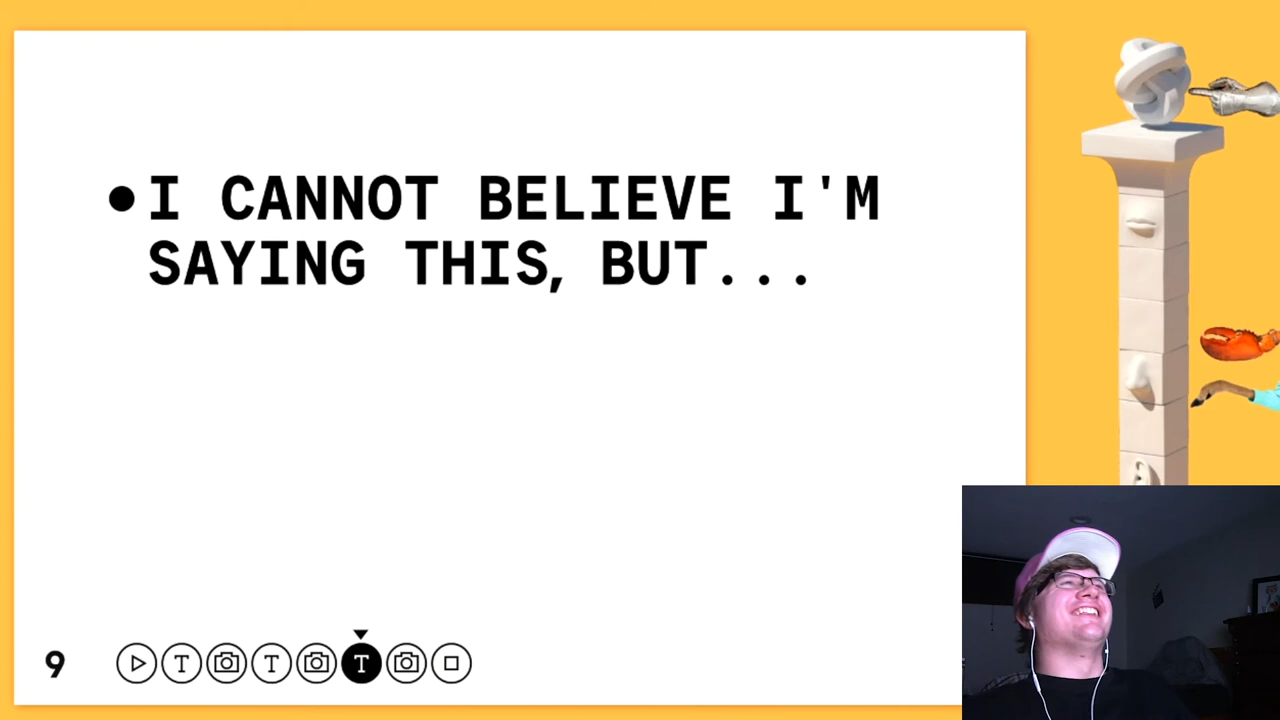 •I CANNOT BELIEVE I'M
SAYING THIS, BUT...
9
T T T